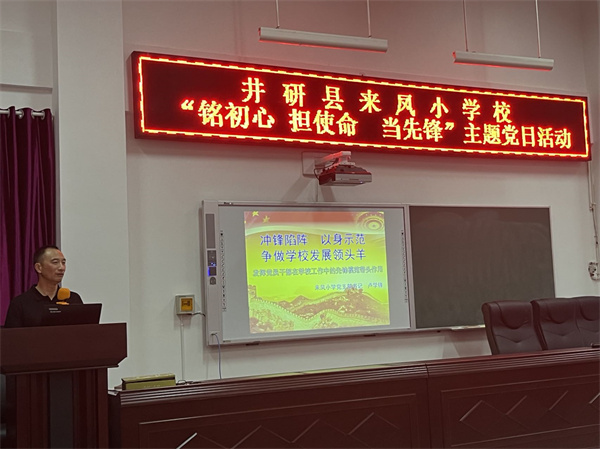 井研县来凤小学校
“铭初心 担使命 当先锋”主题党日活动
冲锋陷阵 以身示范
争做学校发展领头羊